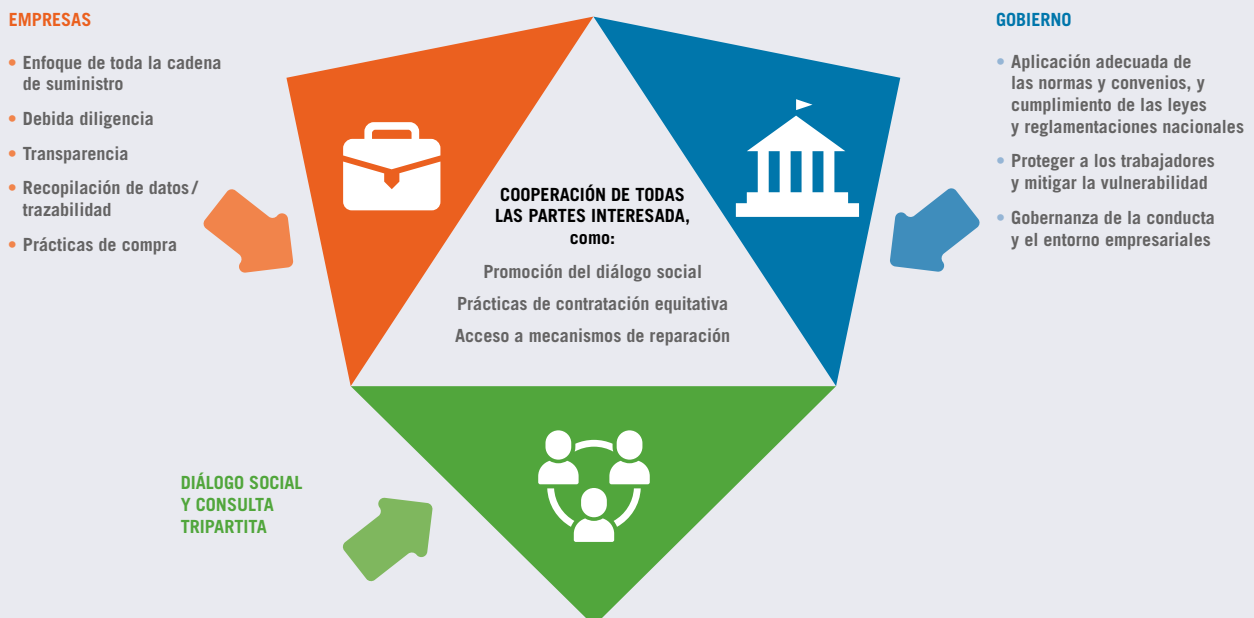 EMPRESAS
• Enfoque de toda la cadena
de suministro
• Debida diligencia
• Transparencia
• Recopilación de datos/
trazabilidad
• Prácticas de compra
COOPERACIÓN DE TODAS
LAS PARTES INTERESADA,
como:
Promoción del diálogo social
Prácticas de contratación equitativa
Acceso a mecanismos de reparación
GOBIERNO
• Aplicación adecuada de
las normas y convenios, y
cumplimiento de las leyes
y reglamentaciones nacionales
• Proteger a los trabajadores
y mitigar la vulnerabilidad
• Gobernanza de la conducta
y el entorno empresariales
DIÁLOGO SOCIAL
Y CONSULTA
TRIPARTITA